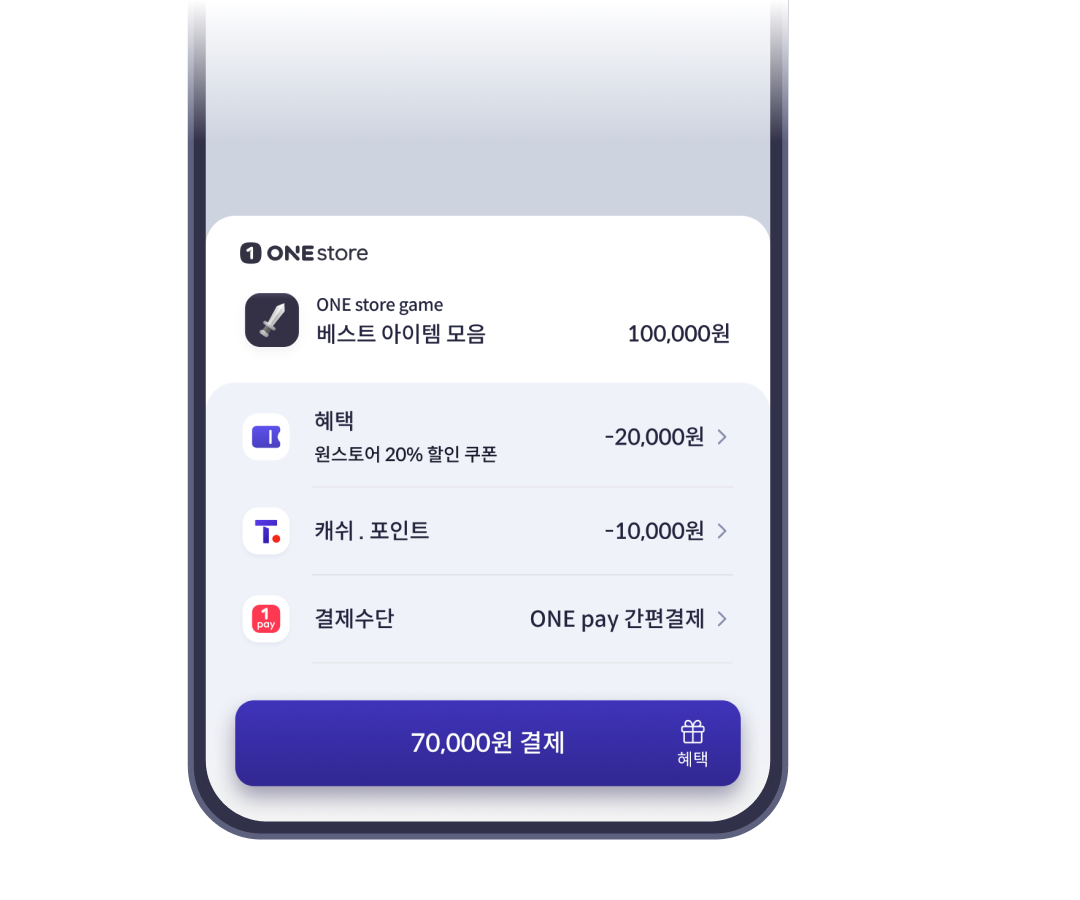 1 ONE store
ONE store game
베스트 아이템 모음
100,000원
혜택
원스토어 20% 할인 쿠폰
-20,000원
T.
캐쉬 . 포인트
-10,000원
1
pay
결제수단
ONE pay 간편결제
70,000원 결제
혜택